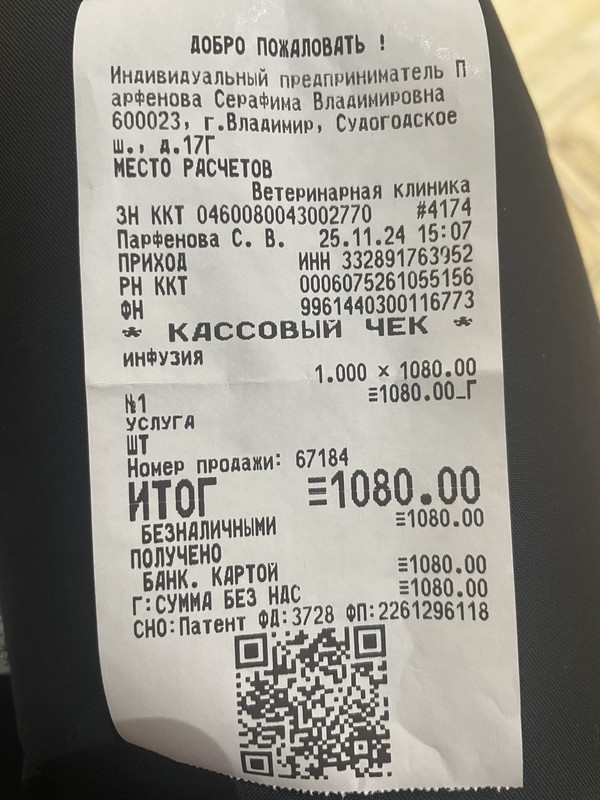 ДОБРО ПОЖАЛОВАТЬ !
Индивидуальный предприниматель П
арфенова Серафима Владимировна
600023, г.Владимир, Судогодское
ш., д.17Г
МЕСТО РАСЧЕТОВ
Ветеринарная клиника
ЗН ККТ 0460080043002770 #4174
Парфенова С. В. 25.11.24 15:07
ПРИХОД ИНН 332891763952
РН ККТ 0006075261055156
ФН 9961440300116773
* КАССОВЫЙ ЧЕК *
ИНФУЗИЯ
1.000 × 1080.00
≡1080.00_Г
№1
УСЛУГА
ШТ
Номер продажи: 67184
ИТОГ ≡1080.00
БЕЗНАЛИЧНЫМИ ≡1080.00
ПОЛУЧЕНО
БАНК. КАРТОЙ ≡1080.00
Г:СУММА БЕЗ НДС ≡1080.00
СНО:Патент ФД:3728 ФП:2261296118